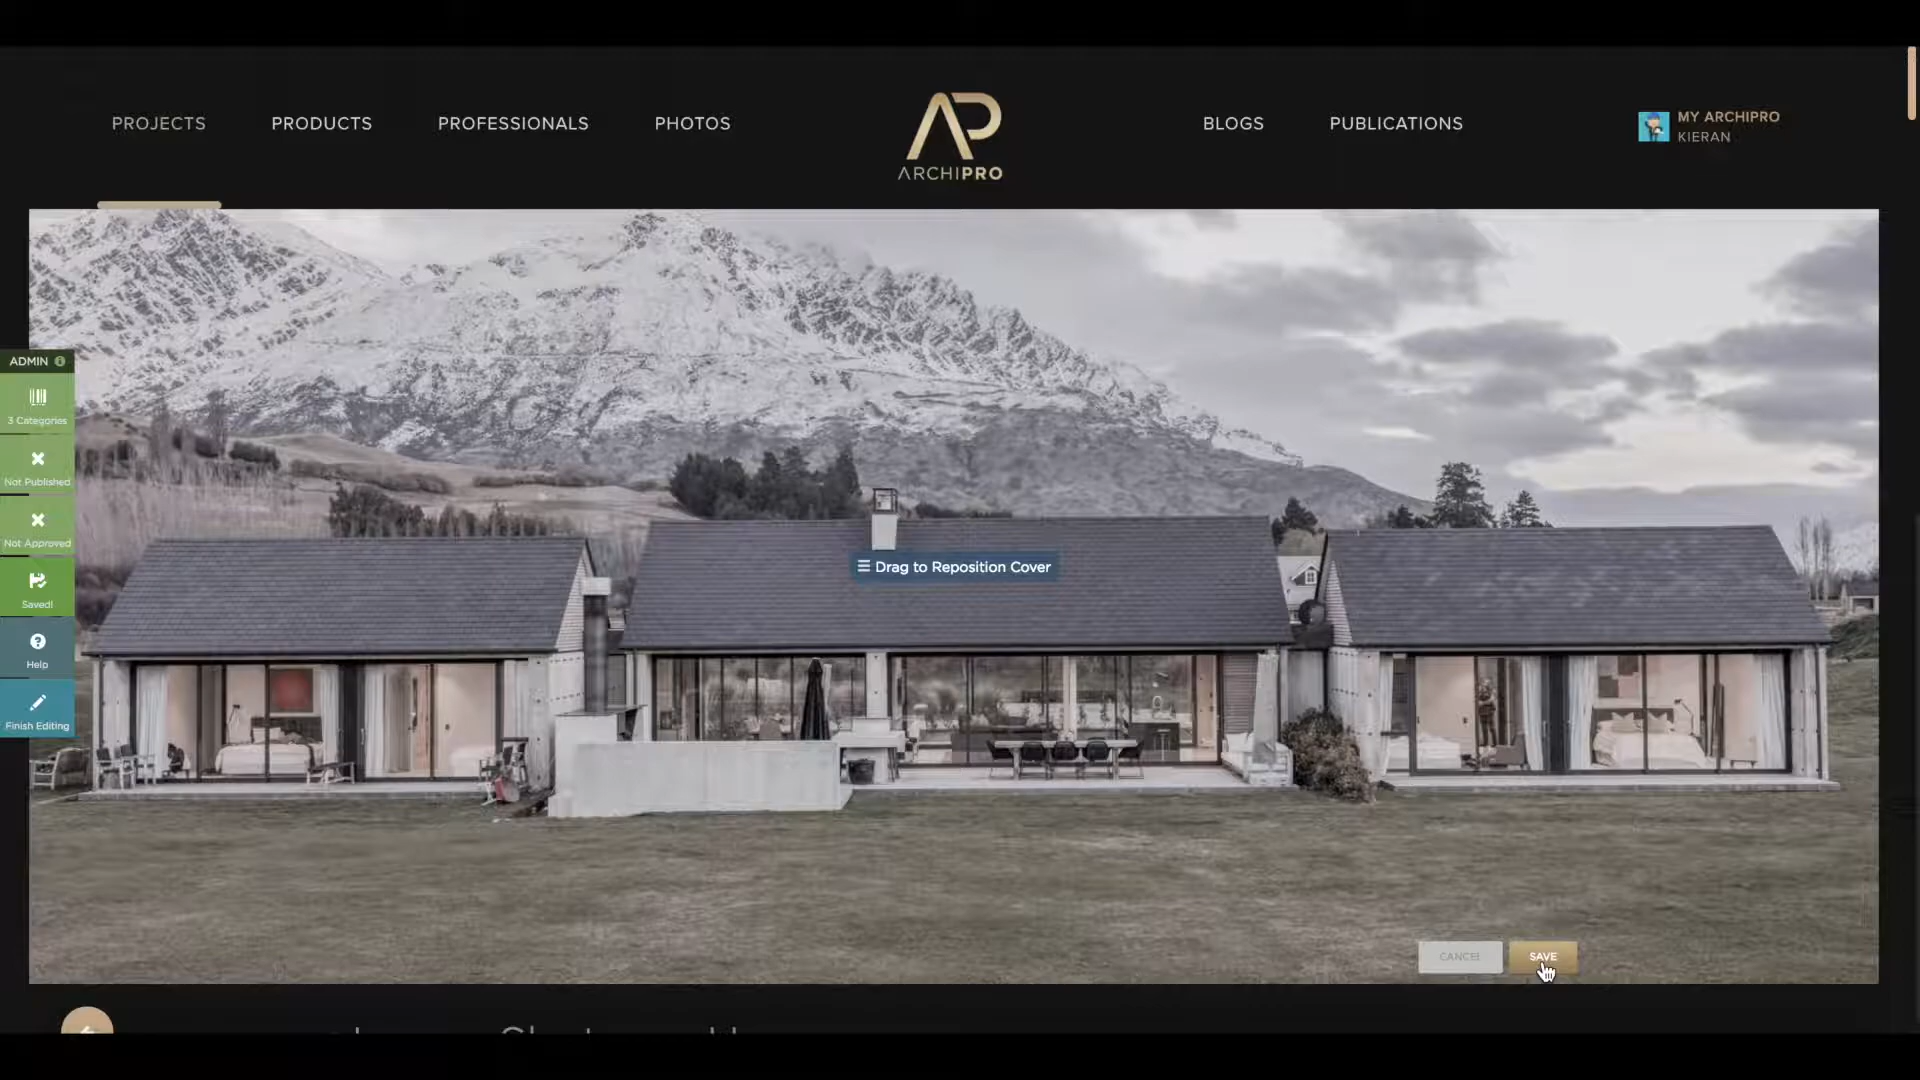 PROJECTS
PRODUCTS
PROFESSIONALS
PHOTOS
ARCHIPRO
BLOGS
PUBLICATIONS
MY ARCHIPRO
KIERAN
ADMIN
3 Categories
Not Published
Not Approved
Saved!
Help
Finish Editing
Drag to Reposition Cover
CANCEL
SAVE